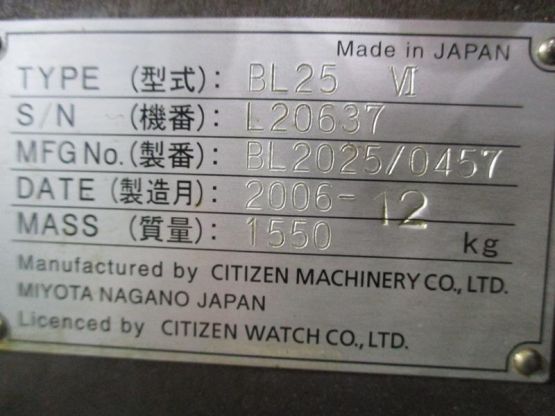 Made in JAPAN
TYPE (型式): BL25 Ⅵ
S/N (機番): L20637
MFG No. (製番): BL2025/0457
DATE (製造月): 2006-12
MASS (質量): 1550 kg
Manufactured by CITIZEN MACHINERY CO., LTD.
MIYOTA NAGANO JAPAN
Licenced by CITIZEN WATCH CO., LTD.